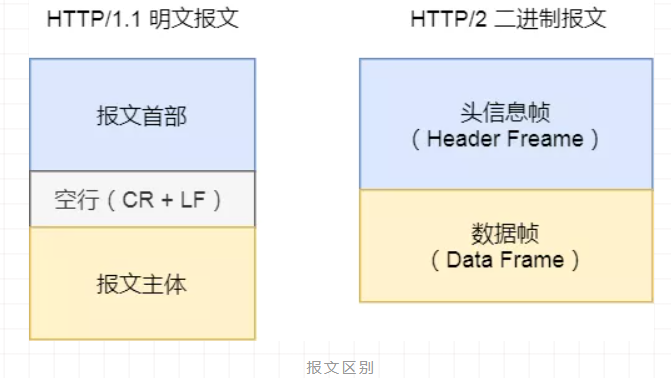 HTTP/1.1 明文报文
HTTP/2 二进制报文
报文首部
空行（CR + LF）
报文主体
头信息帧
（Header Freame）
数据帧
（Data Frame）
报文区别